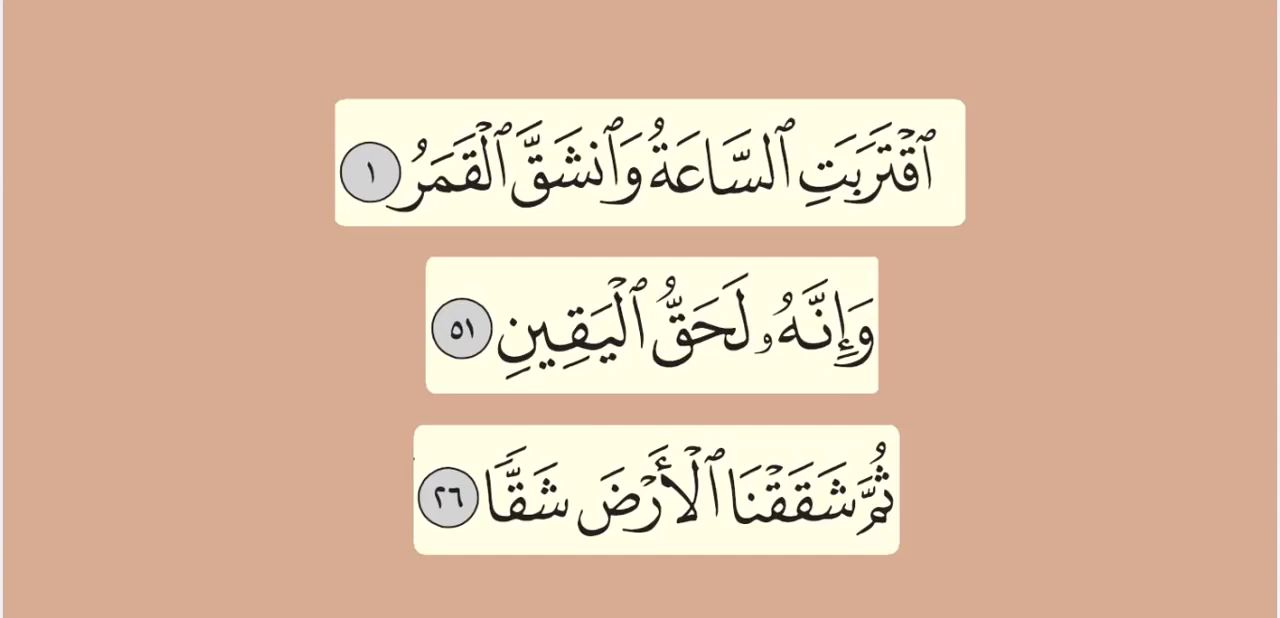 ٱقْتَرَبَتِ ٱلسَّاعَةُ وَٱنشَقَّ ٱلْقَمَرُ ١
وَإِنَّهُۥ لَحَقُّ ٱلْيَقِينِ ٥١
ثُمَّ شَقَقْنَا ٱلْأَرْضَ شَقًّا ٢٦